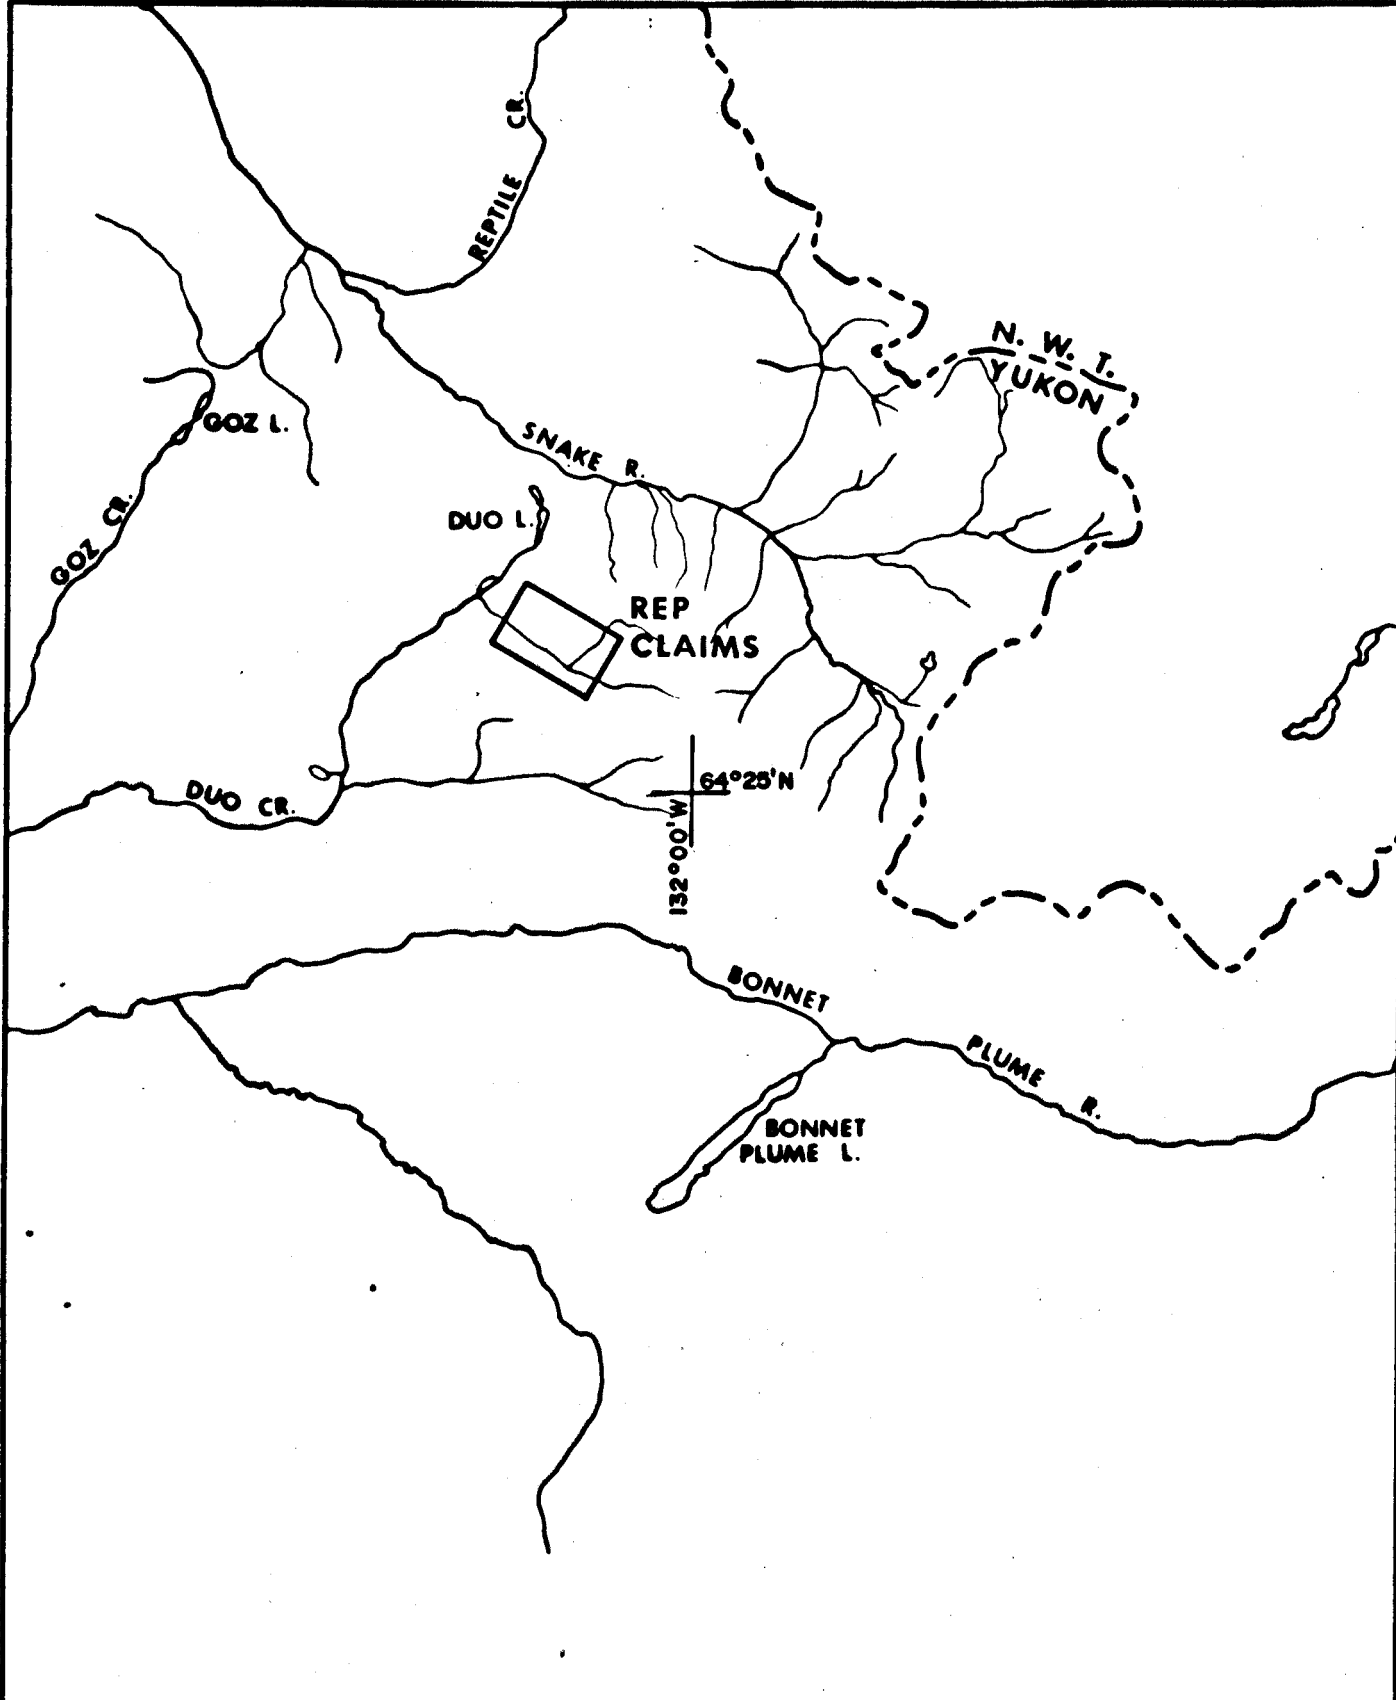 REPTILE CR.
N. W. T.
YUKON
GOZ L.
SNAKE R.
GOZ CR.
DUO L.
REP
CLAIMS
64°25'N
132°00'W
DUO CR.
BONNET
PLUME R.
BONNET
PLUME L.